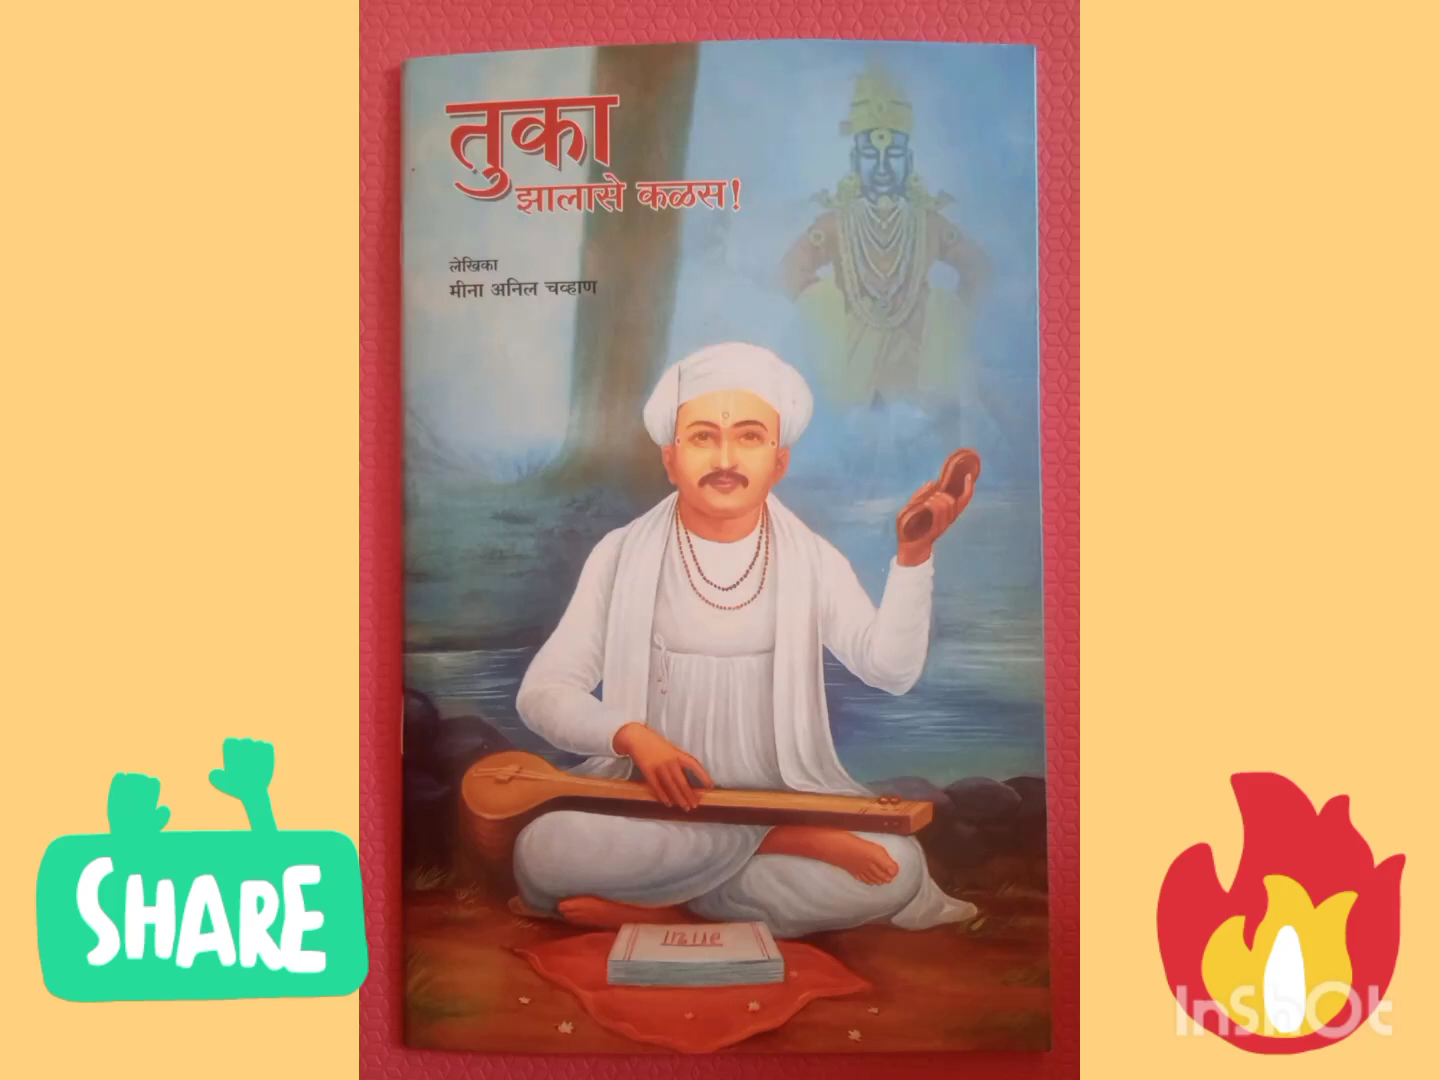 तुका
झालासे कळस!
लेखिका
मीना अनिल चव्हाण
गाथा
SHARE
InShOt